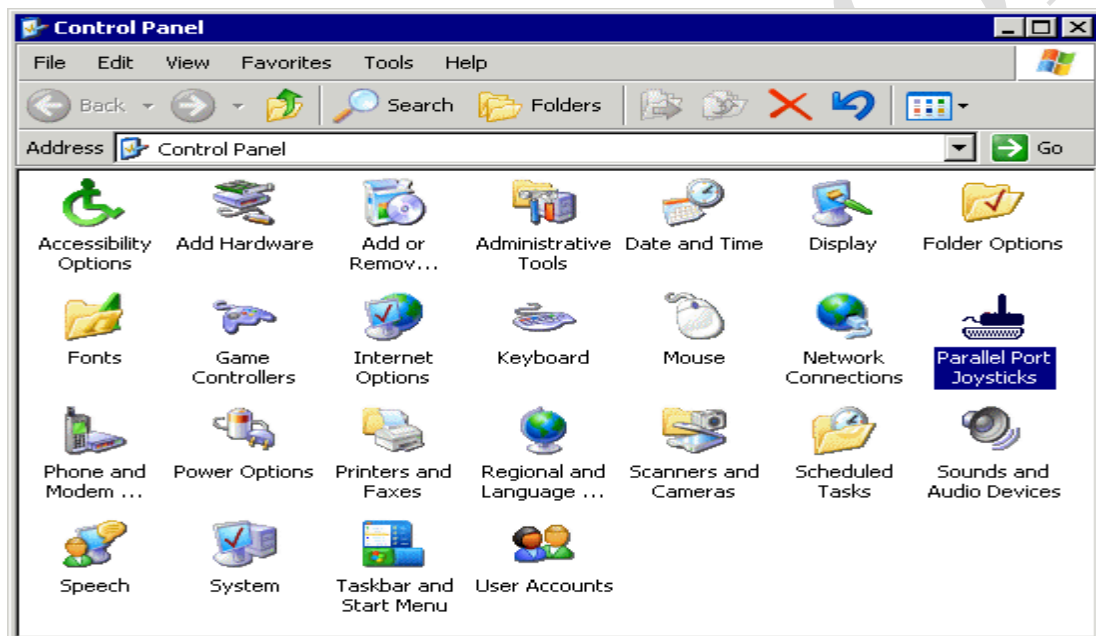 Control Panel
File Edit View Favorites Tools Help
Back Search Folders
Address Control Panel Go
Accessibility Options
Add Hardware
Add or Remov...
Administrative Tools
Date and Time
Display
Folder Options
Fonts
Game Controllers
Internet Options
Keyboard
Mouse
Network Connections
Parallel Port Joysticks
Phone and Modem ...
Power Options
Printers and Faxes
Regional and Language ...
Scanners and Cameras
Scheduled Tasks
Sounds and Audio Devices
Speech
System
Taskbar and Start Menu
User Accounts